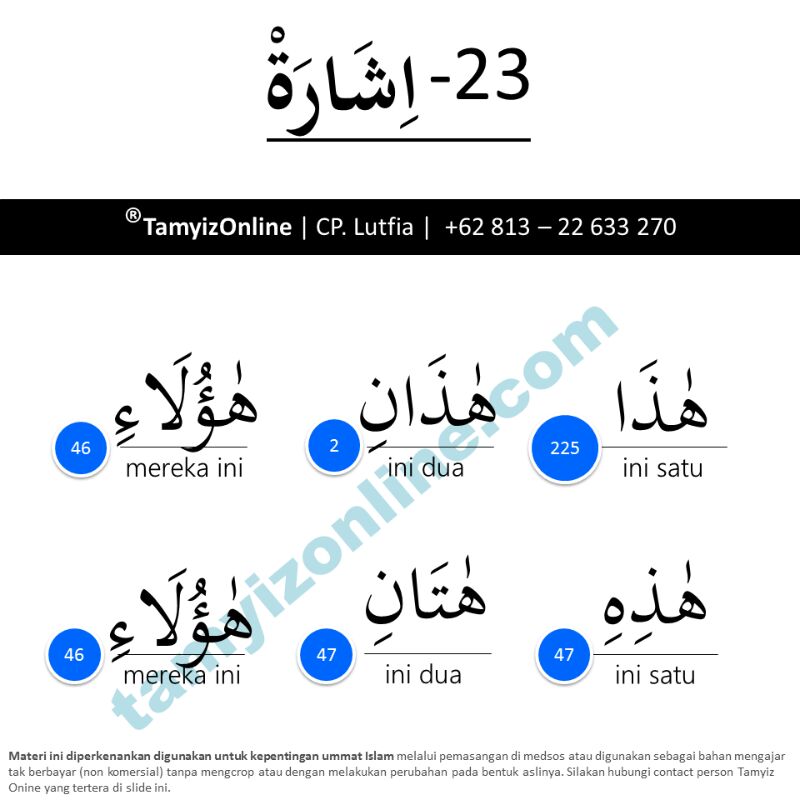 23- اِشَارَةْ
®TamyizOnline | CP. Lutfia | +62 813 – 22 633 270
هٰذَا هٰذَانِ هٰؤُلَاءِ
225 2 46
ini satu ini dua mereka ini
هٰذِهِ هٰتَانِ هٰؤُلَاءِ
47 47 46
ini satu ini dua mereka ini
tamyizonline.com
Materi ini diperkenankan digunakan untuk kepentingan ummat Islam melalui pemasangan di medsos atau digunakan sebagai bahan mengajar
tak berbayar (non komersial) tanpa mengcrop atau dengan melakukan perubahan pada bentuk aslinya. Silakan hubungi contact person Tamyiz
Onine yang tertera di slide ini.